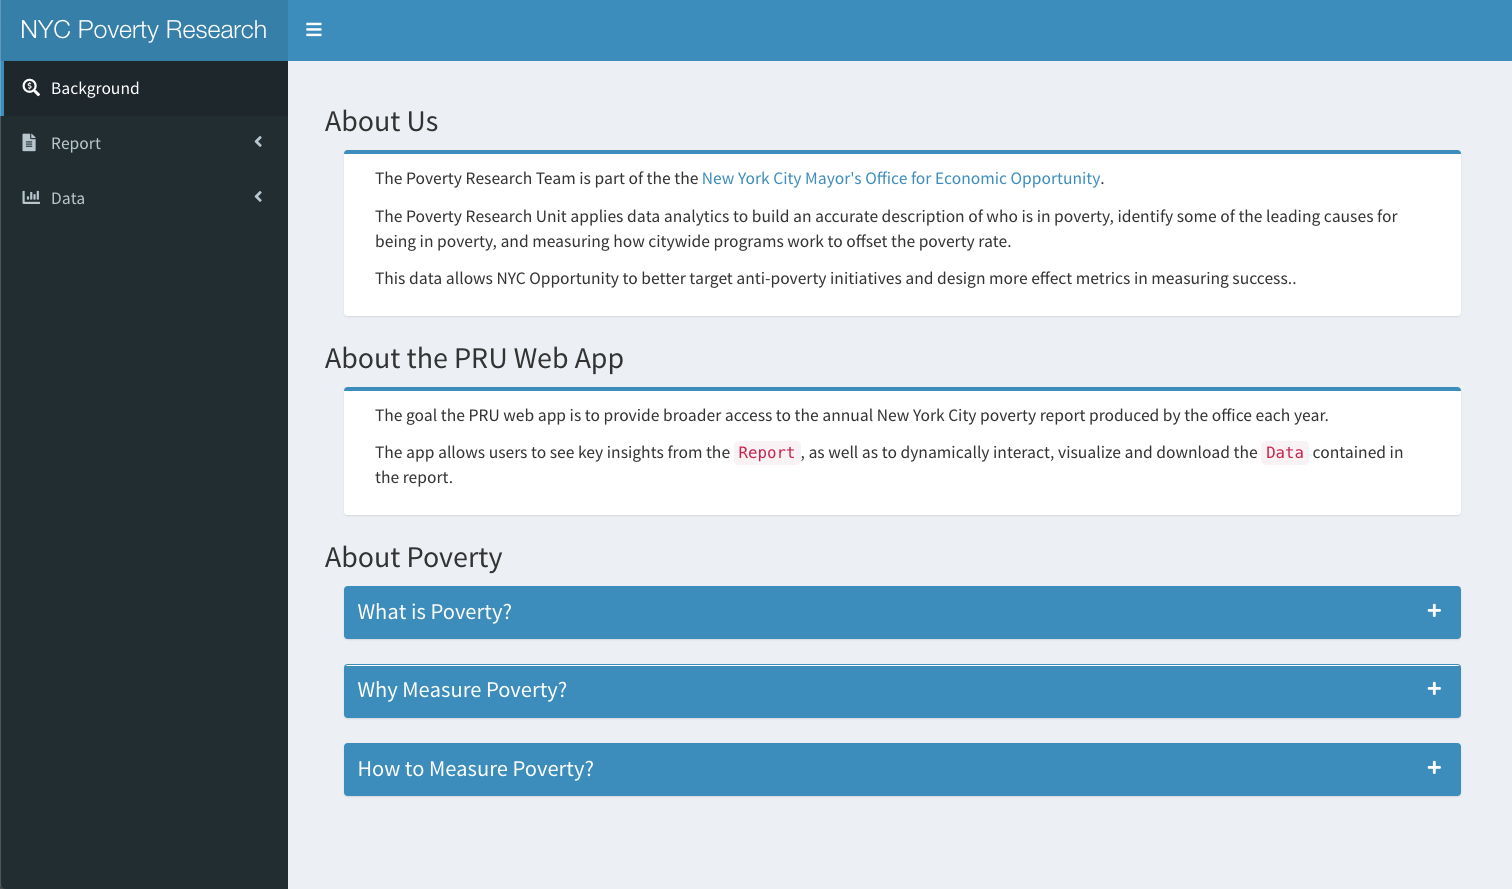 NYC Poverty Research
Background
Report
Data
About Us
The Poverty Research Team is part of the the New York City Mayor's Office for Economic Opportunity.
The Poverty Research Unit applies data analytics to build an accurate description of who is in poverty, identify some of the leading causes for
being in poverty, and measuring how citywide programs work to offset the poverty rate.
This data allows NYC Opportunity to better target anti-poverty initiatives and design more effect metrics in measuring success..
About the PRU Web App
The goal the PRU web app is to provide broader access to the annual New York City poverty report produced by the office each year.
The app allows users to see key insights from the Report, as well as to dynamically interact, visualize and download the Data contained in
the report.
About Poverty
What is Poverty?
Why Measure Poverty?
How to Measure Poverty?